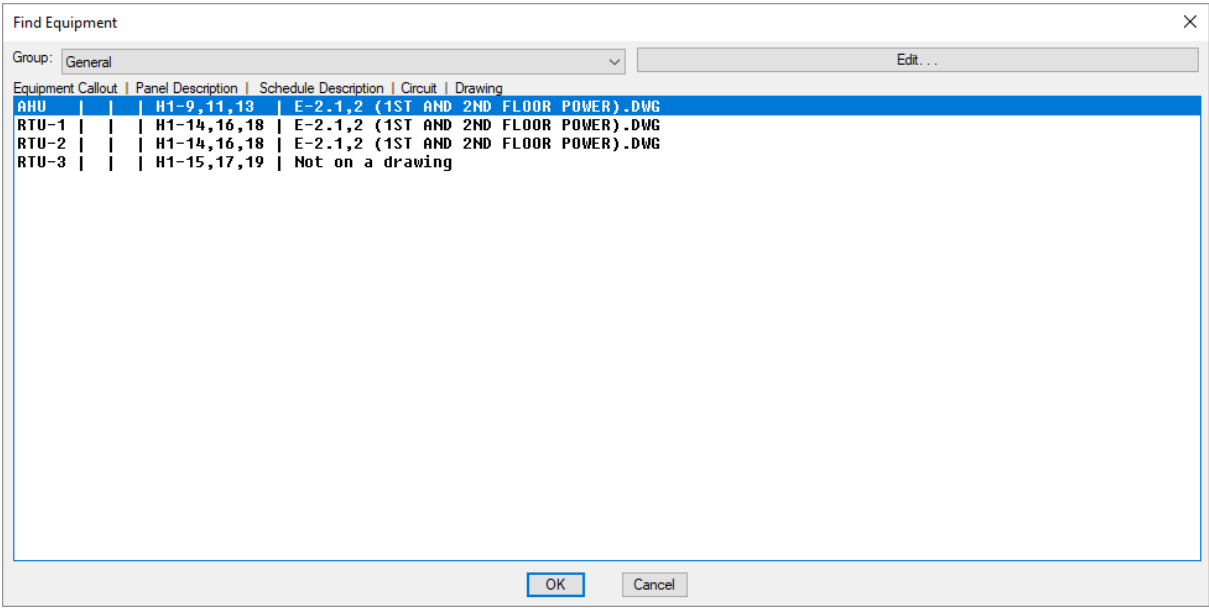 Find Equipment
Group: General Edit. . .
Equipment Callout | Panel Description | Schedule Description | Circuit | Drawing
AHU | | | H1-9,11,13 | E-2.1,2 (1ST AND 2ND FLOOR POWER).DWG
RTU-1 | | | H1-14,16,18 | E-2.1,2 (1ST AND 2ND FLOOR POWER).DWG
RTU-2 | | | H1-14,16,18 | E-2.1,2 (1ST AND 2ND FLOOR POWER).DWG
RTU-3 | | | H1-15,17,19 | Not on a drawing
OK Cancel